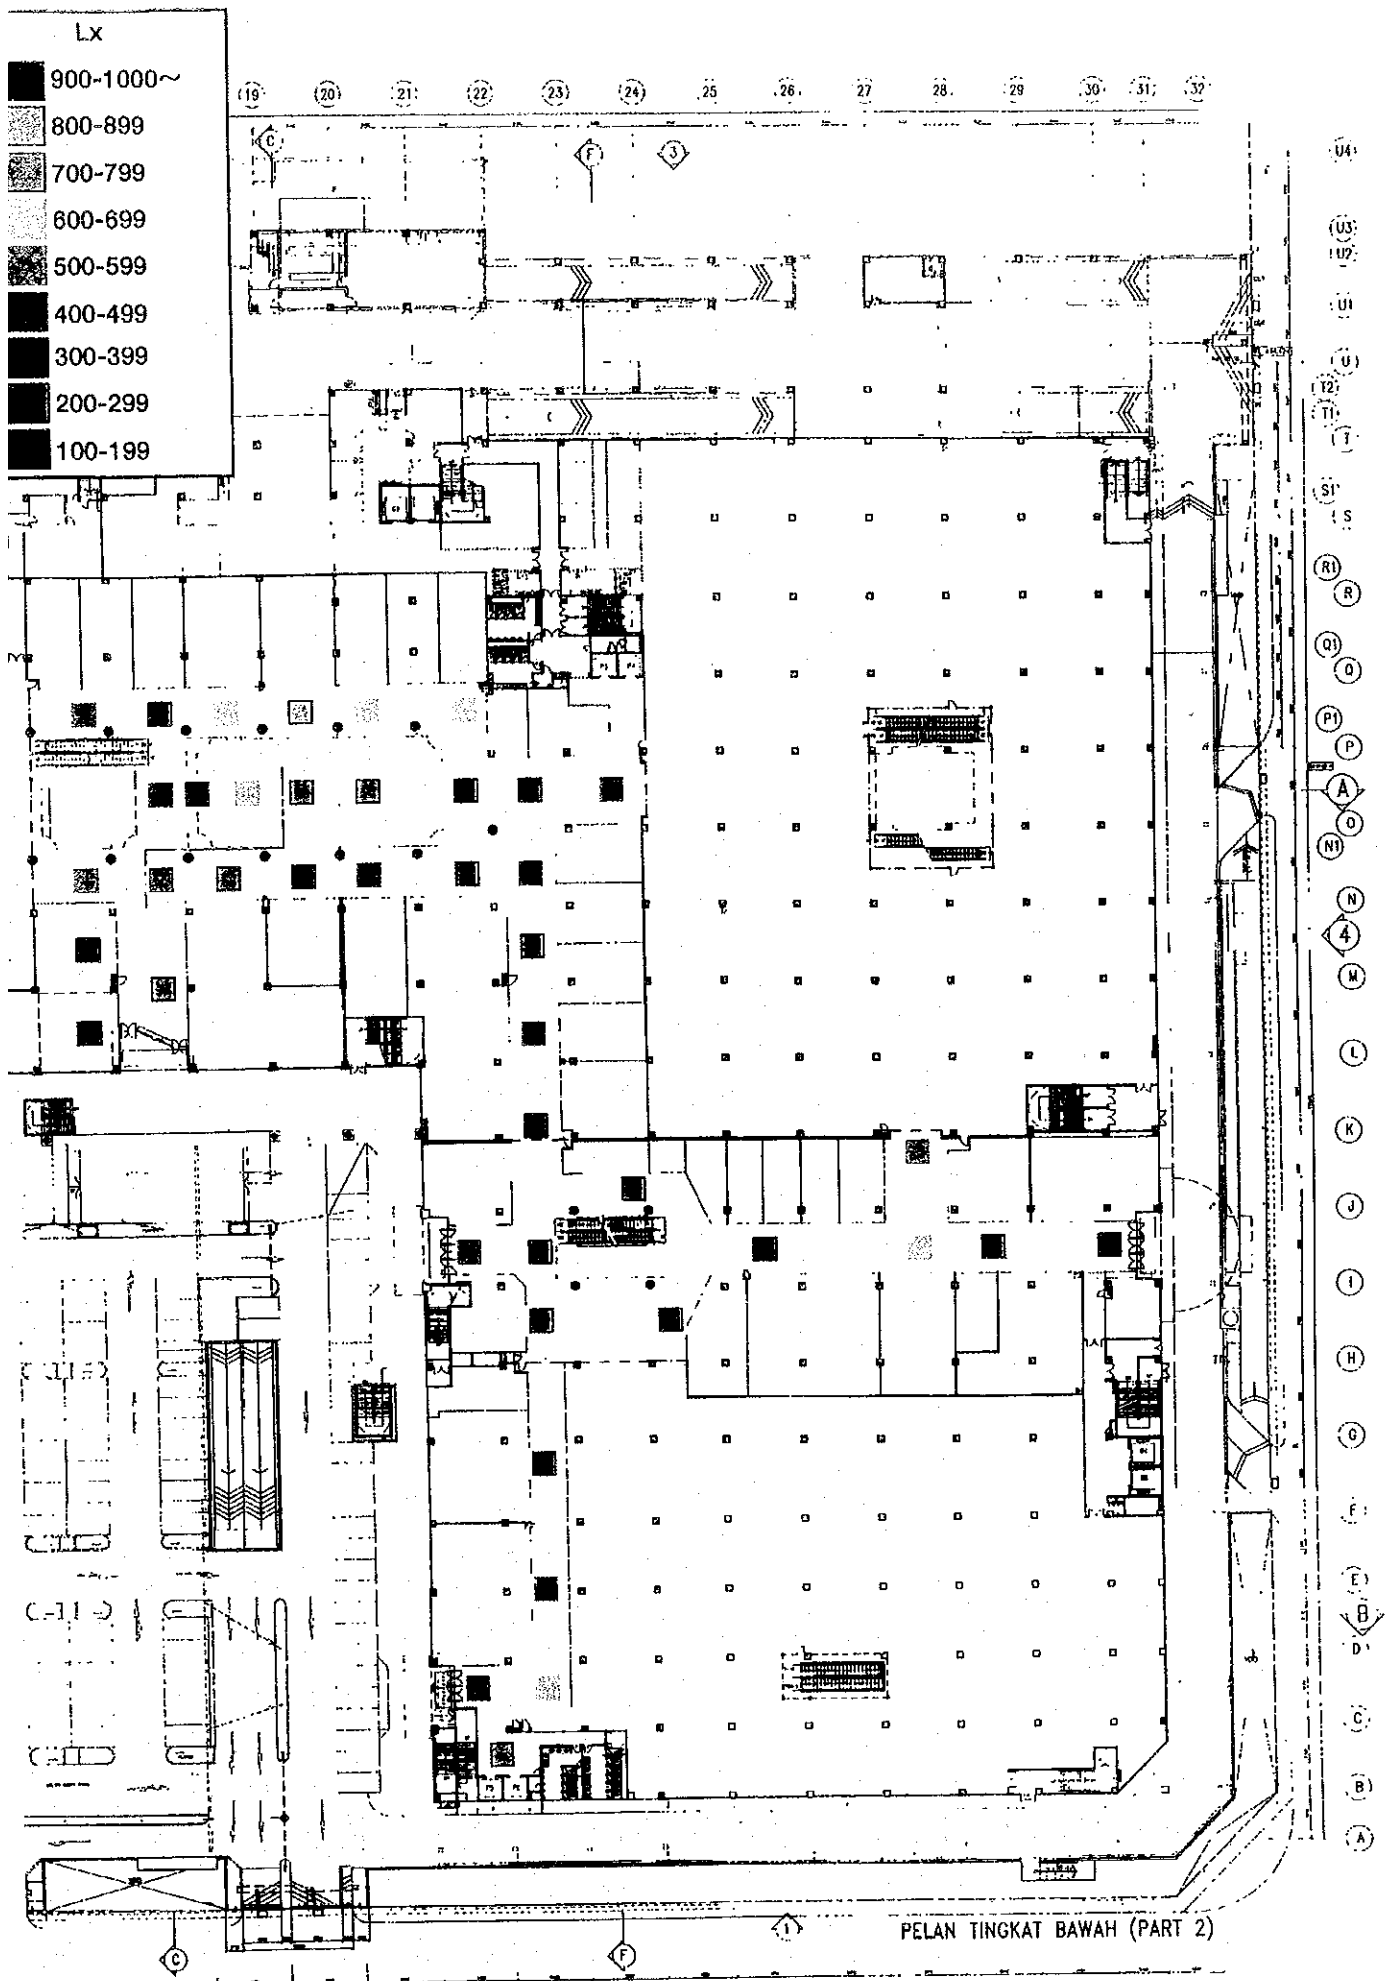 Lx
900-1000~
800-899
700-799
600-699
500-599
400-499
300-399
200-299
100-199
19 20 21 22 23 24 25 26 27 28 29 30 31 32
C F 3
U4
U3
U2
U1
U
T2
T1
T
S1
S
R1
R
Q1
Q
P1
P
A
O
N1
N
4
M
L
K
J
I
H
G
F
E
B
D
C
B
A
PELAN TINGKAT BAWAH (PART 2)
1
C F